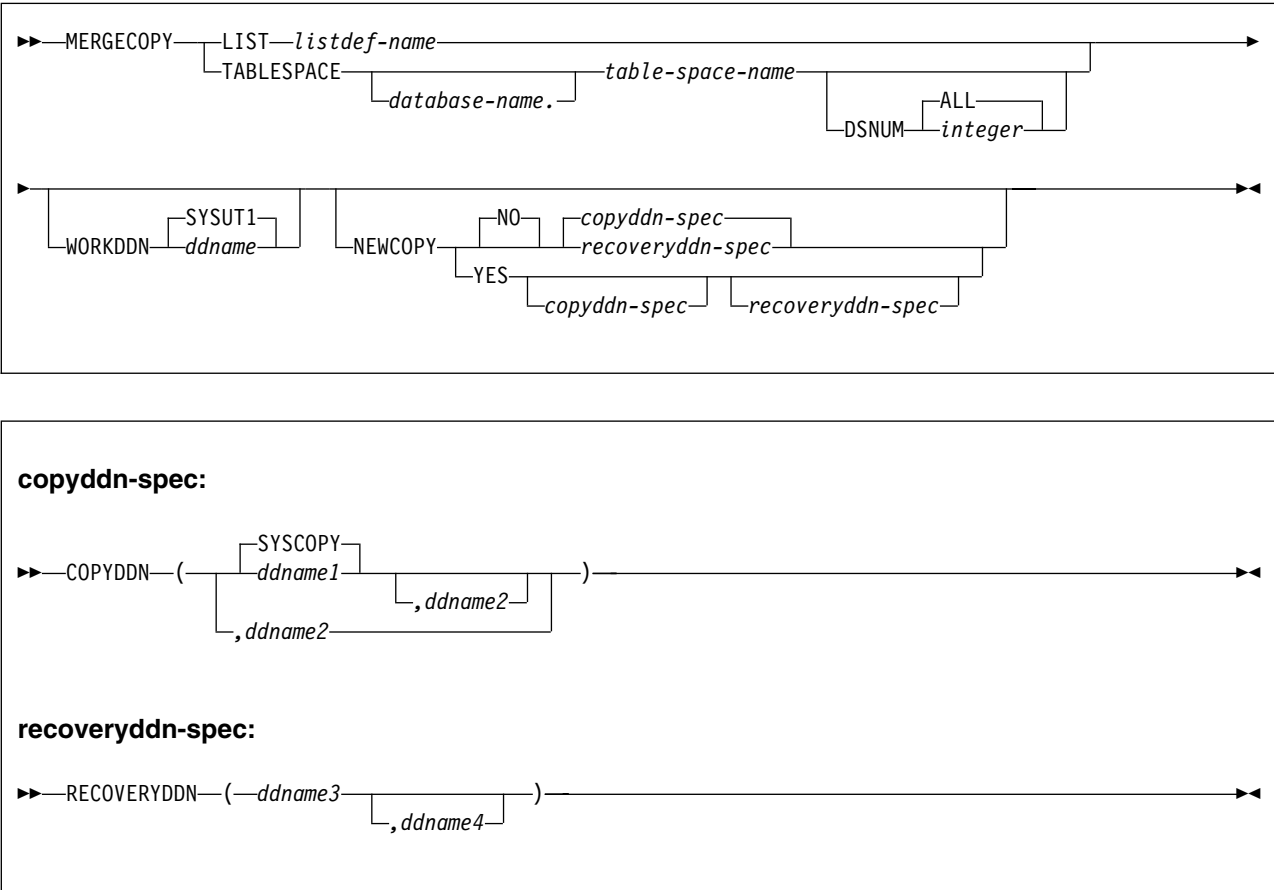 MERGECOPY LIST listdef-name
TABLESPACE table-space-name
database-name.
ALL
DSNUM integer
SYSUT1
WORKDDN ddname
NO copyddn-spec
NEWCOPY recoveryddn-spec
YES
copyddn-spec recoveryddn-spec
copyddn-spec:
SYSCOPY
COPYDDN ( ddname1 )
,ddname2
,ddname2
recoveryddn-spec:
RECOVERYDDN ( ddname3 )
,ddname4